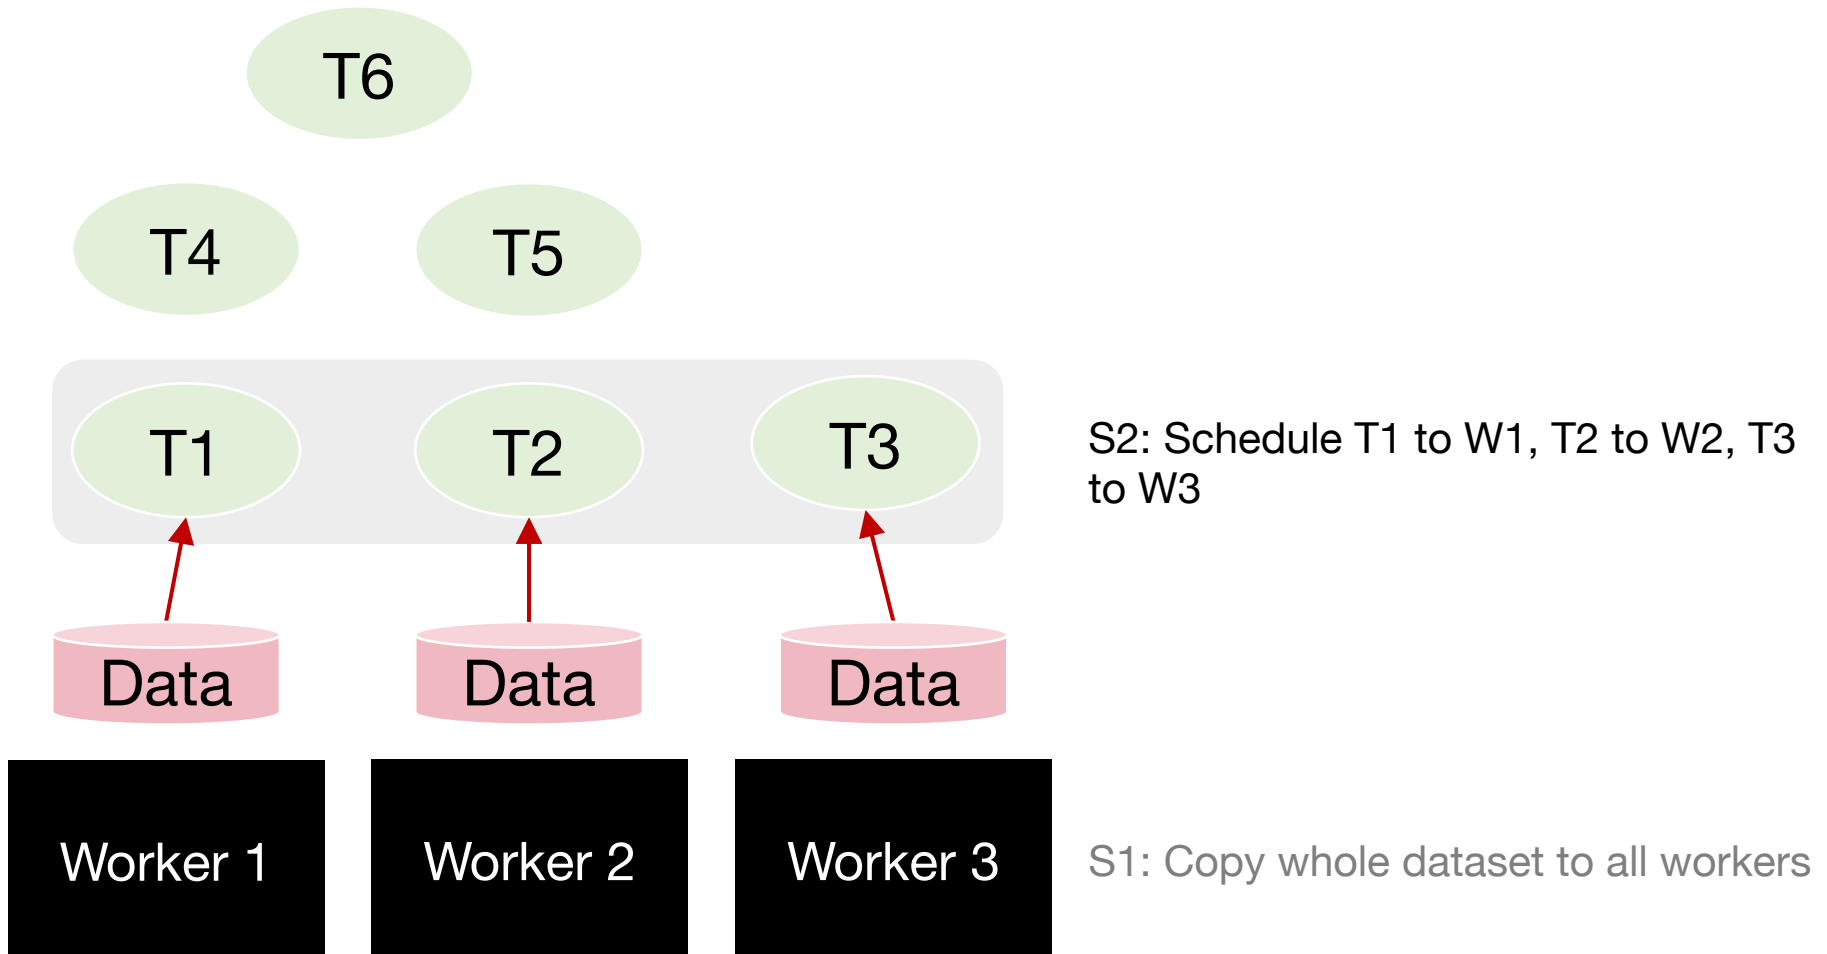 T6
T4
T5
T1
T2
T3
S2: Schedule T1 to W1, T2 to W2, T3
to W3
Data
Data
Data
Worker 1
Worker 2
Worker 3
S1: Copy whole dataset to all workers